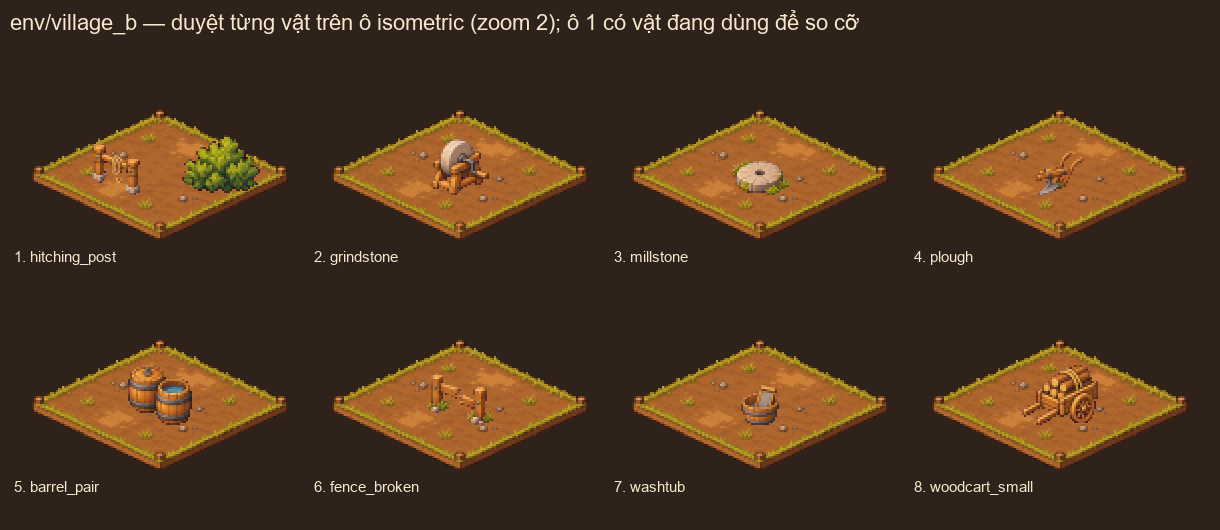 env/village_b — duyệt từng vật trên ô isometric (zoom 2); ô 1 có vật đang dùng để so cỡ
1. hitching_post
2. grindstone
3. millstone
4. plough
5. barrel_pair
6. fence_broken
7. washtub
8. woodcart_small